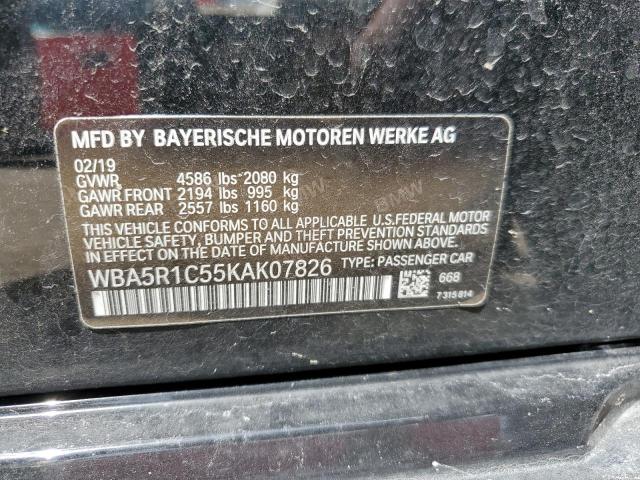 MFD BY BAYERISCHE MOTOREN WERKE AG
02/19
GVWR 4586 lbs 2080 kg
GAWR FRONT 2194 lbs 995 kg
GAWR REAR 2557 lbs 1160 kg
THIS VEHICLE CONFORMS TO ALL APPLICABLE U.S.FEDERAL MOTOR
VEHICLE SAFETY, BUMPER AND THEFT PREVENTION STANDARDS
IN EFFECT ON THE DATE OF MANUFACTURE SHOWN ABOVE.
WBA5R1C55KAK07826 TYPE: PASSENGER CAR
668
7315814